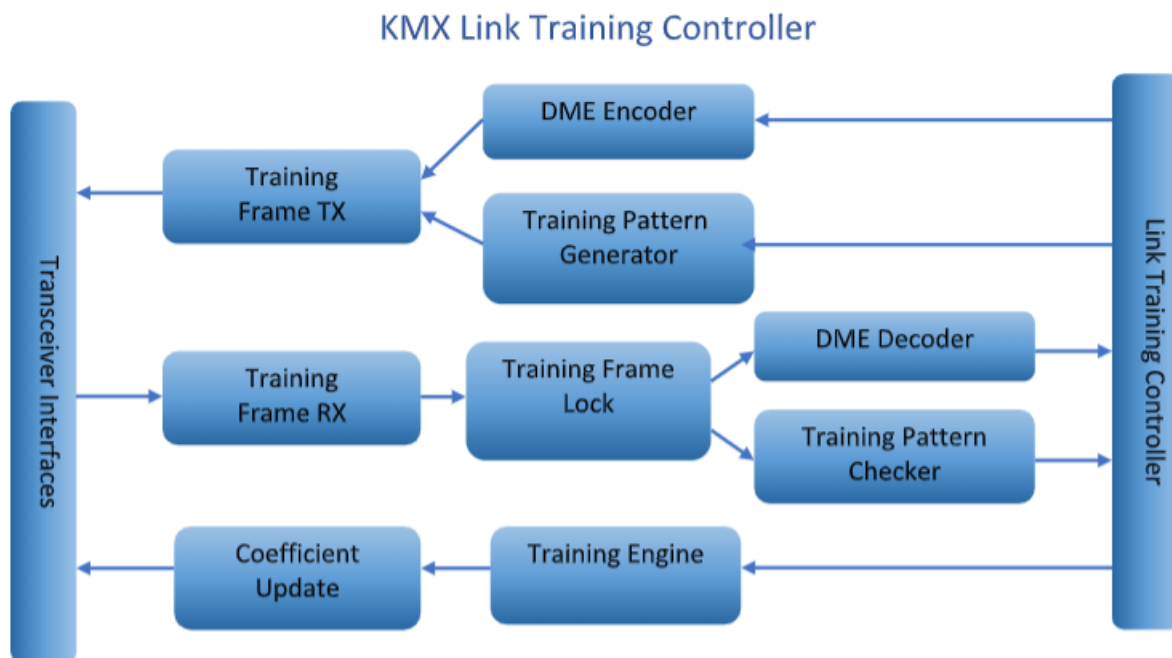 KMX Link Training Controller
DME Encoder
Training
Frame TX
Training Pattern
Generator
Transceiver Interfaces
Link Training Controller
DME Decoder
Training
Frame RX
Training Frame
Lock
Training Pattern
Checker
Coefficient
Update
Training Engine